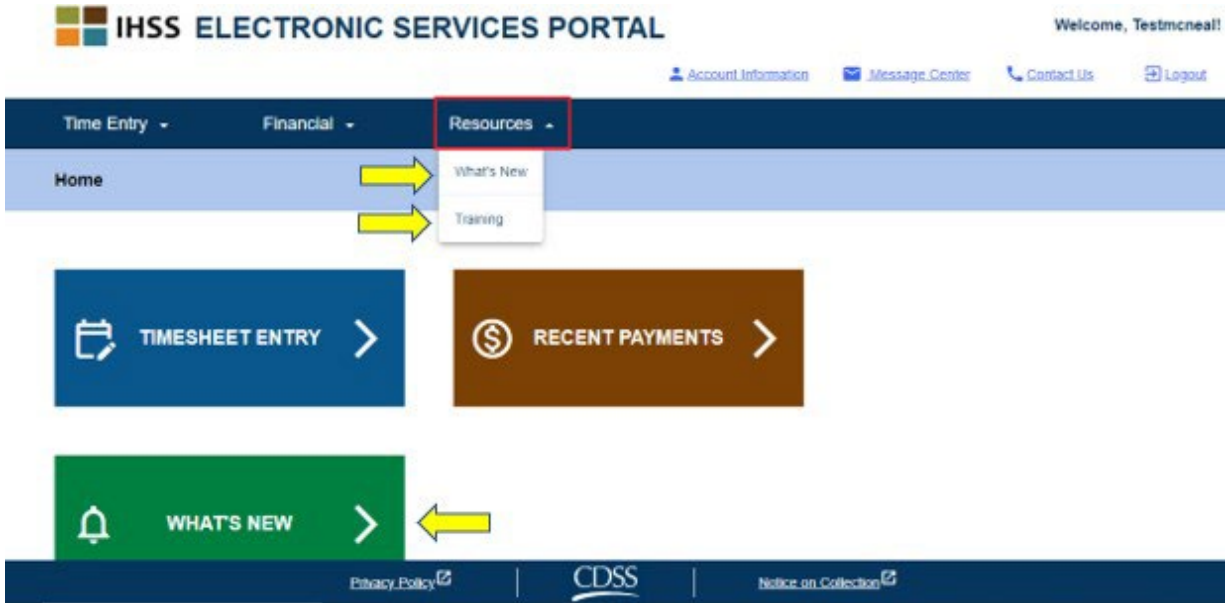 IHSS ELECTRONIC SERVICES PORTAL
Welcome, Testmcneal!
Account Information Message Center Contact Us Logout
Time Entry Financial Resources
Home
What's New
Training
TIMESHEET ENTRY
RECENT PAYMENTS
WHAT'S NEW
Privacy Policy CDSS Notice on Collection